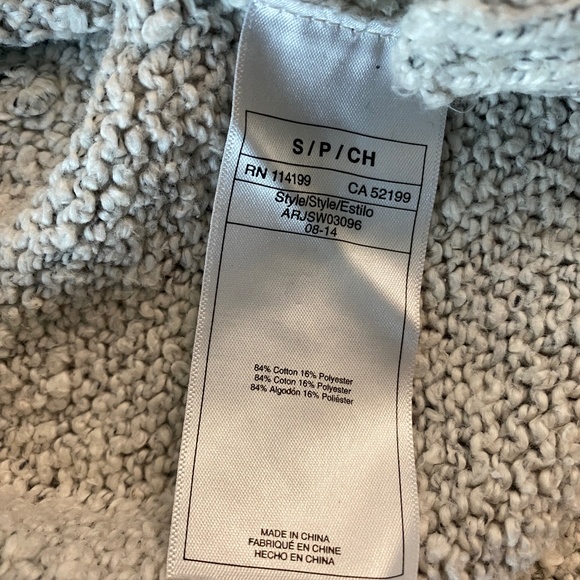 S / P / CH
RN 114199 CA 52199
Style/Style/Estilo
ARJSW03096
08-14
84% Cotton 16% Polyester
84% Coton 16% Polyester
84% Algodón 16% Poliéster
MADE IN CHINA
FABRIQUÉ EN CHINE
HECHO EN CHINA